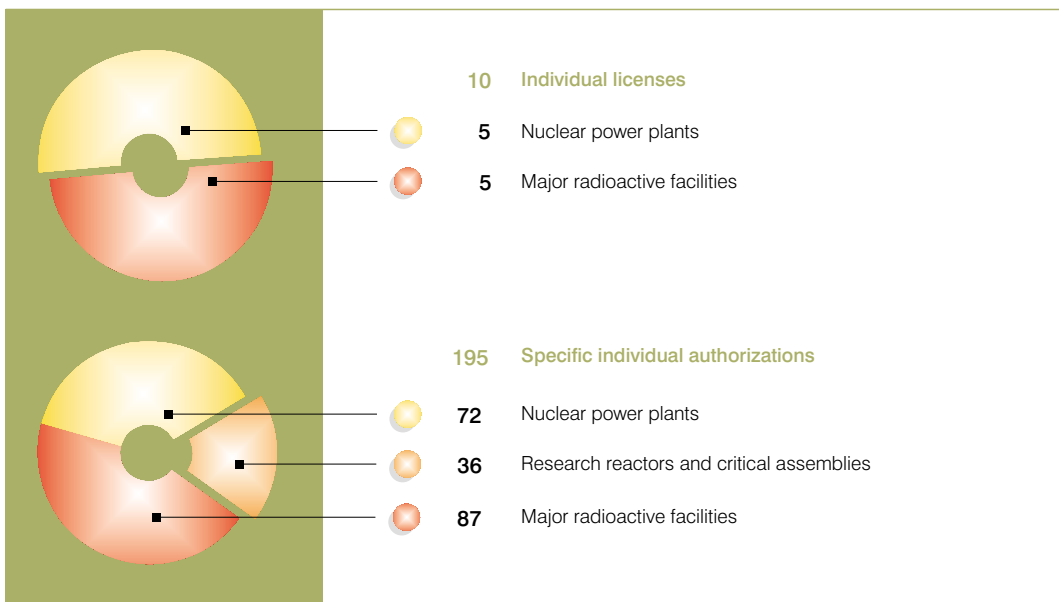 10 Individual licenses
5 Nuclear power plants
5 Major radioactive facilities
195 Specific individual authorizations
72 Nuclear power plants
36 Research reactors and critical assemblies
87 Major radioactive facilities